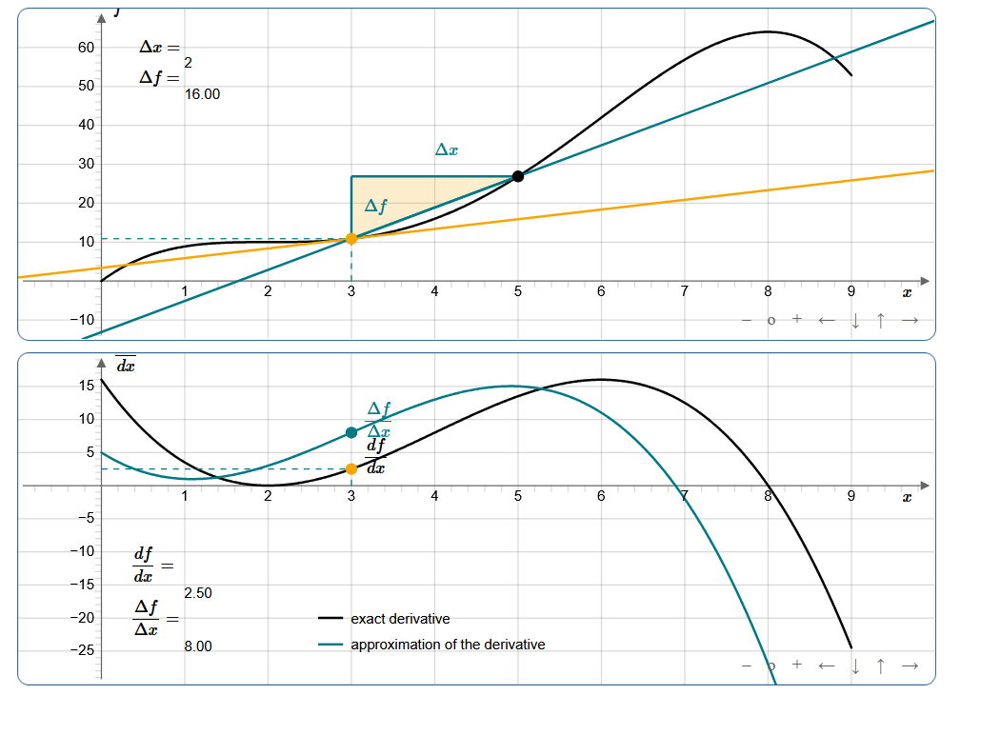 f
60
Δx =
2
50
Δf =
16.00
40
Δx
30
20
Δf
10
1 2 3 4 5 6 7 8 9 x
−10
− o + ← ↓ ↑ →
dx
15
10
Δf
Δx
5
df
dx
1 2 3 4 5 6 7 8 9 x
−5
−10
df
dx =
−15
2.50
Δf
Δx =
−20
exact derivative
−25
8.00
approximation of the derivative
− o + ← ↓ ↑ →